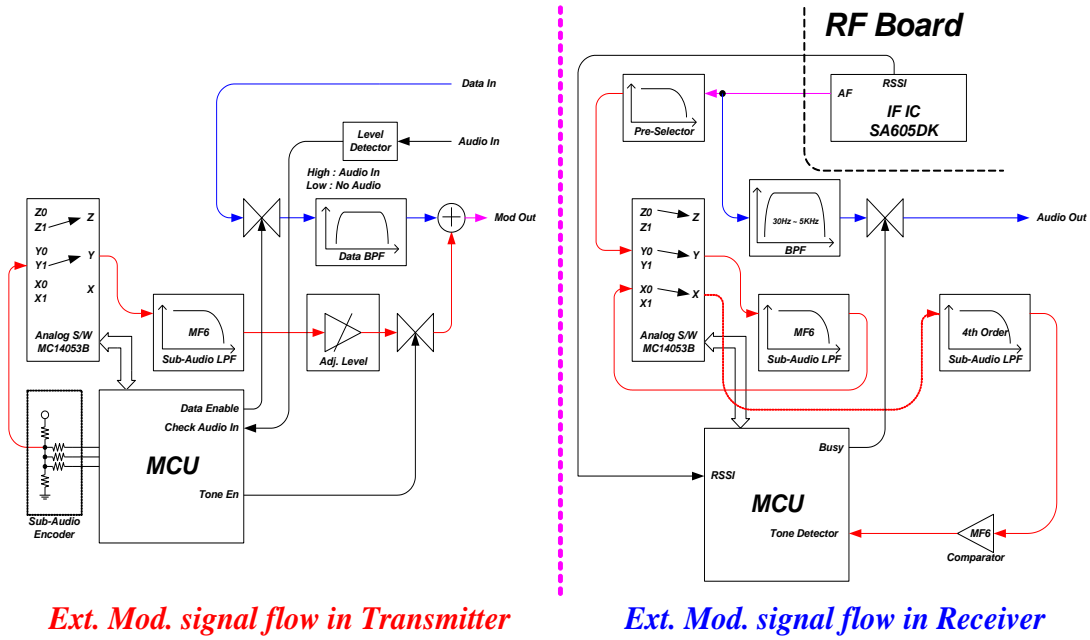 Data In
Level
Detector
Audio In
High : Audio In
Low : No Audio
Z0
Z
Z1
Y0
Y1
Y
X0
X1
X
Analog S/W
MC14053B
Data BPF
Mod Out
MF6
Sub-Audio LPF
Adj. Level
Data Enable
Check Audio In
MCU
Tone En
Sub-Audio
Encoder
Ext. Mod. signal flow in Transmitter
RF Board
RSSI
AF
IF IC
SA605DK
Pre-Selector
Z0
Z
Z1
Y0
Y
Y1
X0
X
X1
Analog S/W
MC14053B
30Hz ~ 5KHz
BPF
Audio Out
MF6
Sub-Audio LPF
4th Order
Sub-Audio LPF
Busy
RSSI
MCU
Tone Detector
MF6
Comparator
Ext. Mod. signal flow in Receiver